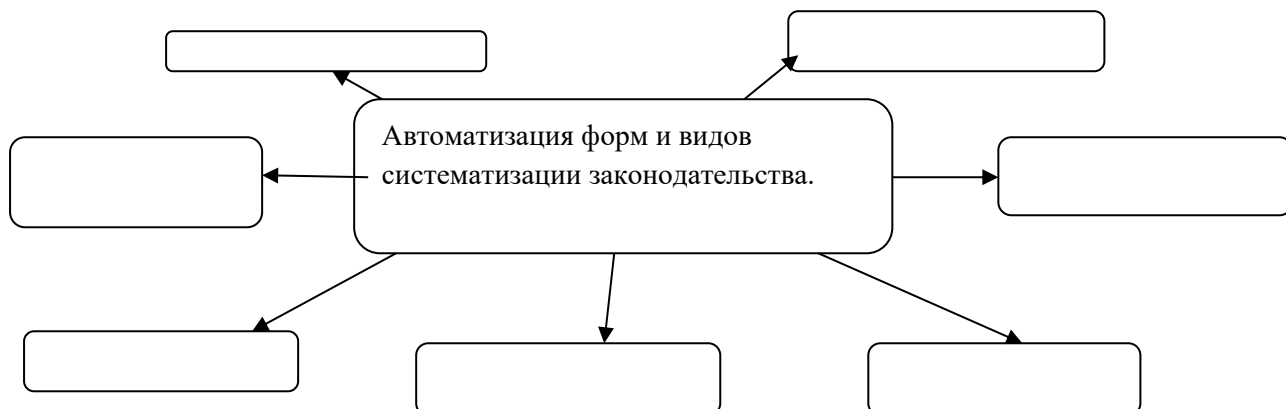 Автоматизация форм и видов
систематизации законодательства.